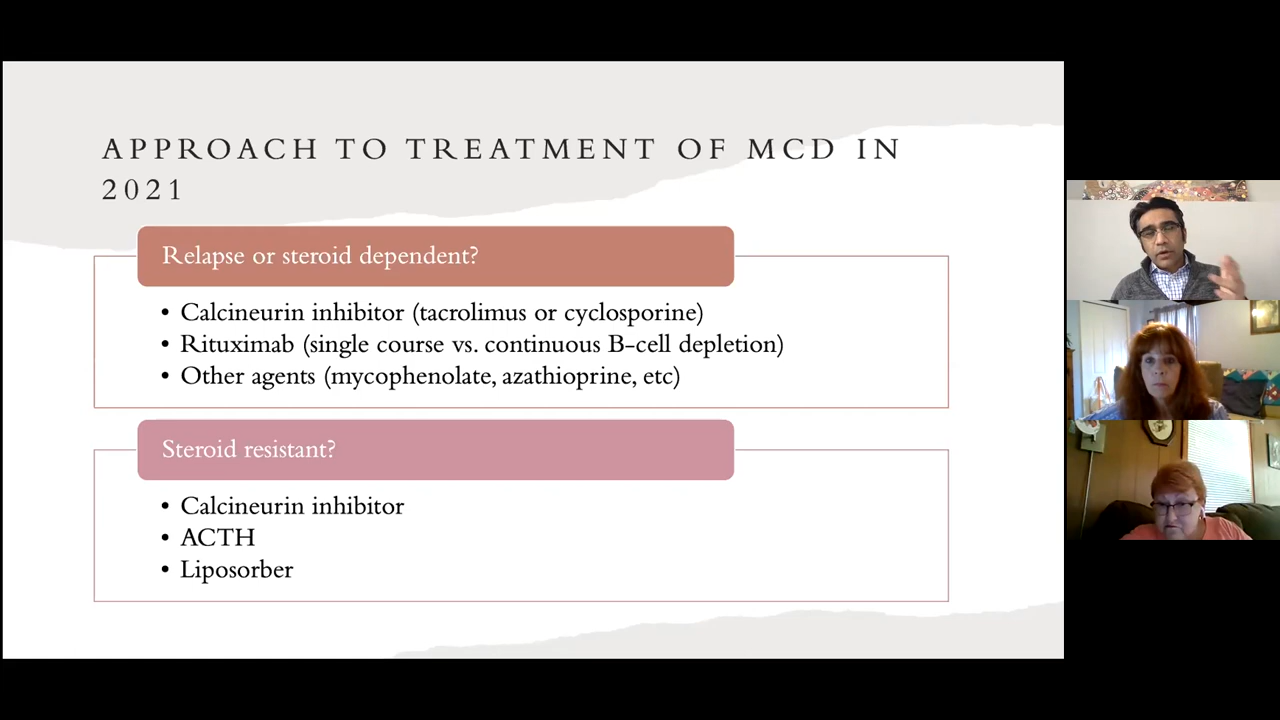 APPROACH TO TREATMENT OF MCD IN
2021
Relapse or steroid dependent?
• Calcineurin inhibitor (tacrolimus or cyclosporine)
• Rituximab (single course vs. continuous B-cell depletion)
• Other agents (mycophenolate, azathioprine, etc)
Steroid resistant?
• Calcineurin inhibitor
• ACTH
• Liposorber